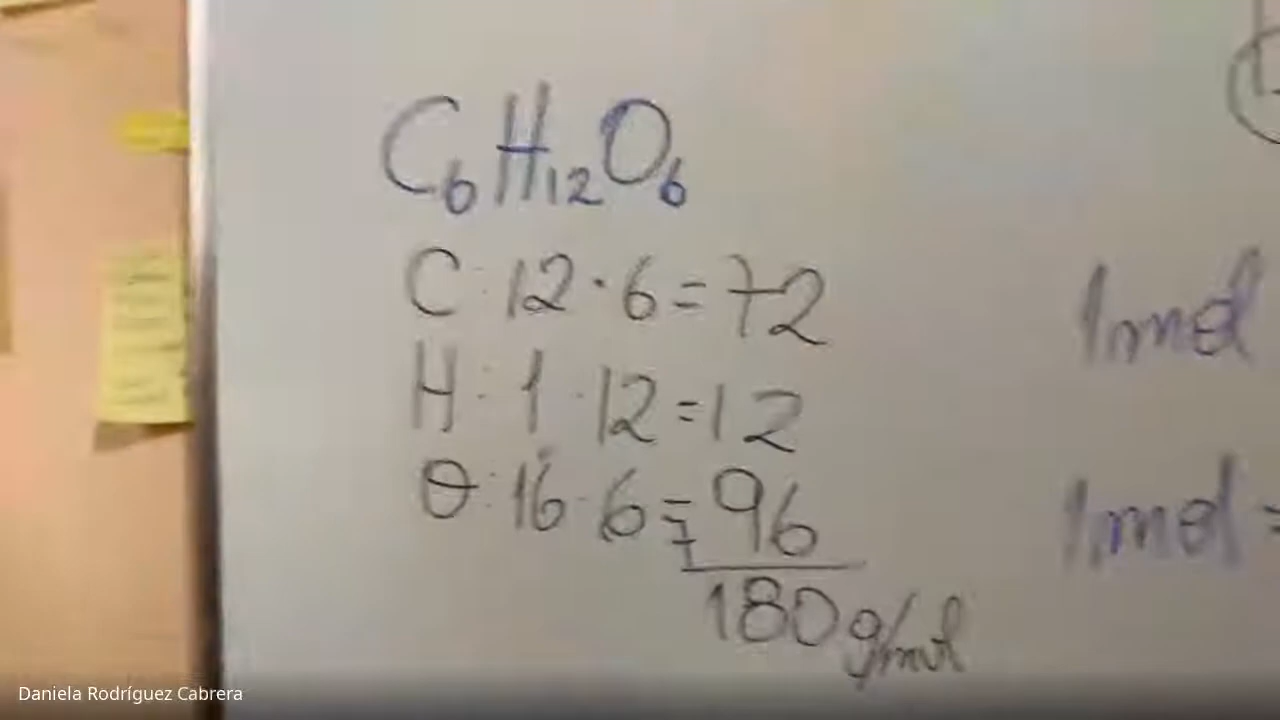 C₆H₁₂O₆
C: 12 · 6 = 72
H: 1 · 12 = 12
O: 16 · 6 = 96
+
180 g/mol
1mol
1mol =
Daniela Rodríguez Cabrera